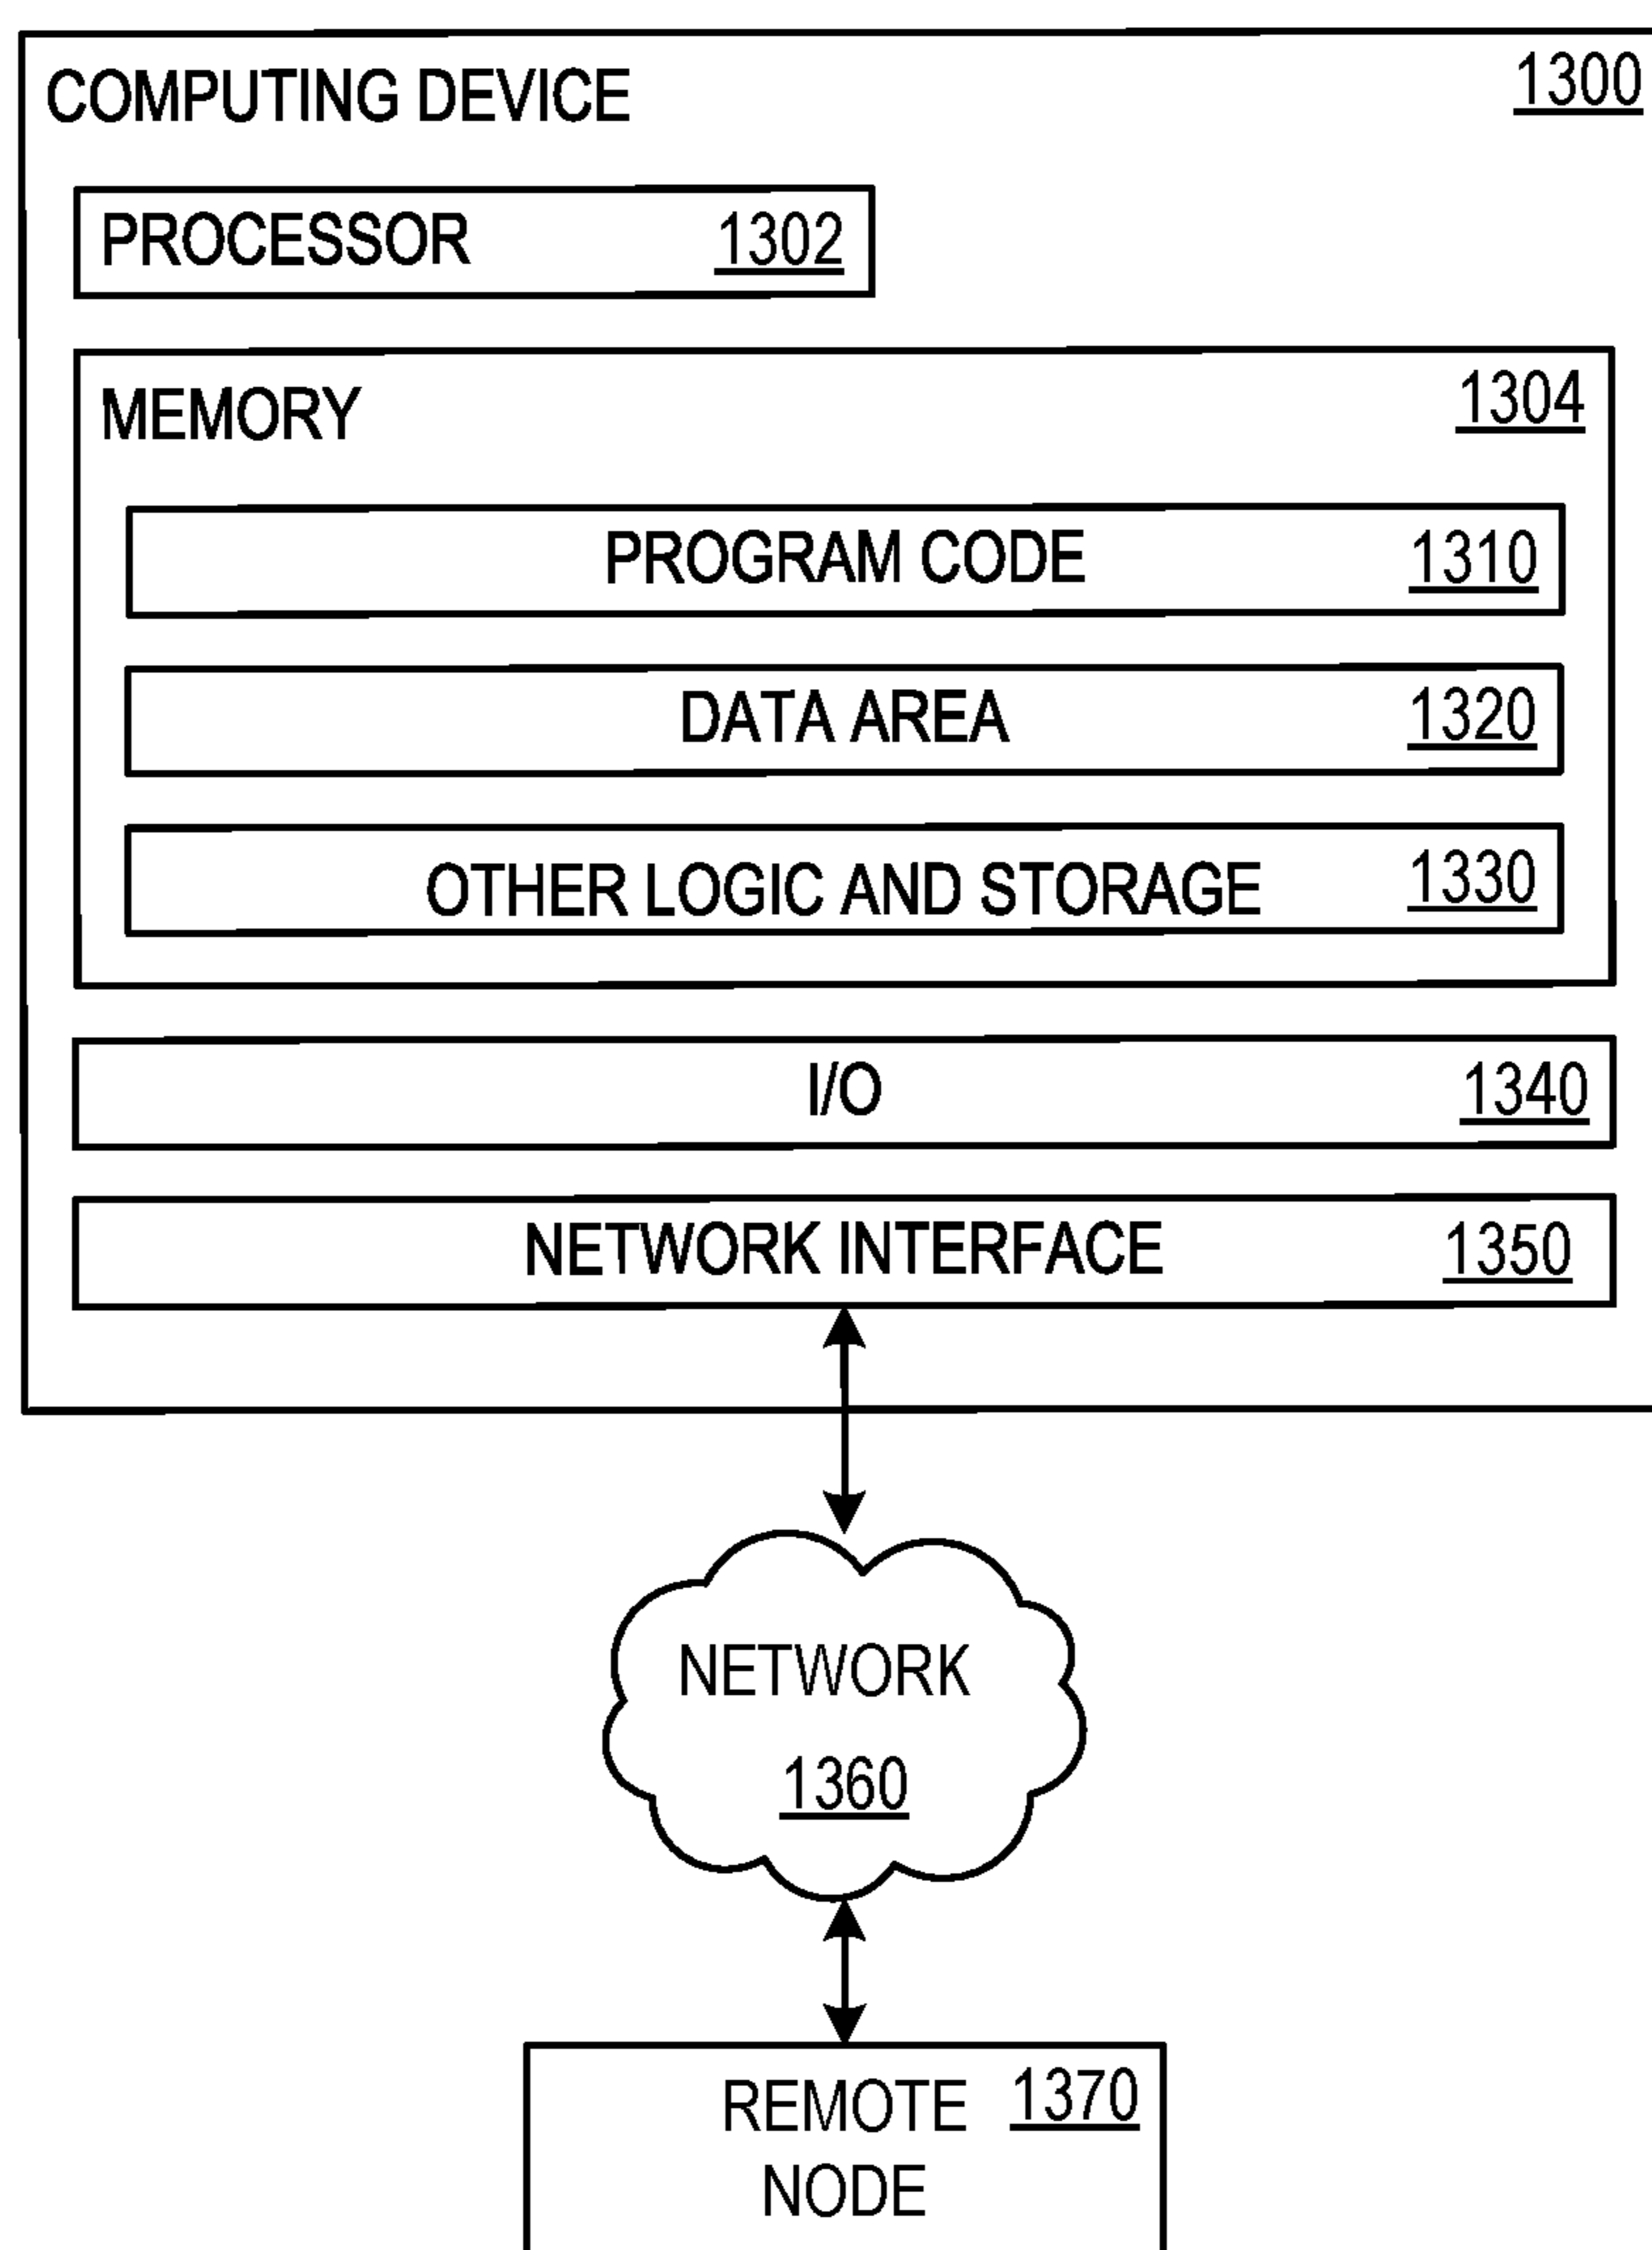 COMPUTING DEVICE 1300
PROCESSOR 1302
MEMORY 1304
PROGRAM CODE 1310
DATA AREA 1320
OTHER LOGIC AND STORAGE 1330
I/O 1340
NETWORK INTERFACE 1350
NETWORK
1360
REMOTE 1370
NODE